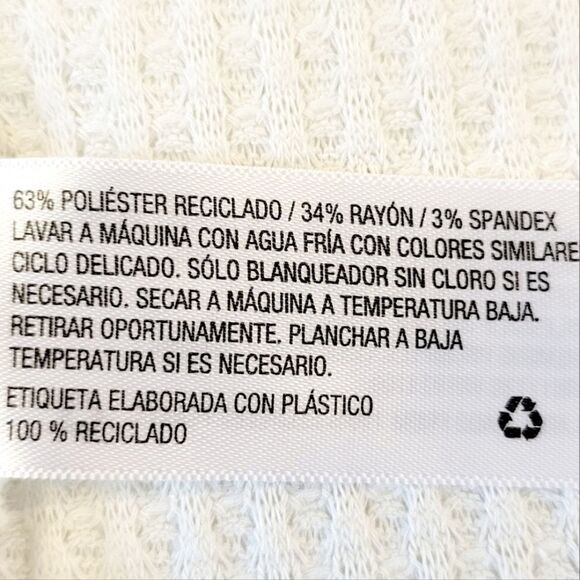 63% POLIÉSTER RECICLADO / 34% RAYÓN / 3% SPANDEX
LAVAR A MÁQUINA CON AGUA FRÍA CON COLORES SIMILARE
CICLO DELICADO. SÓLO BLANQUEADOR SIN CLORO SI ES
NECESARIO. SECAR A MÁQUINA A TEMPERATURA BAJA.
RETIRAR OPORTUNAMENTE. PLANCHAR A BAJA
TEMPERATURA SI ES NECESARIO.
ETIQUETA ELABORADA CON PLÁSTICO
100 % RECICLADO